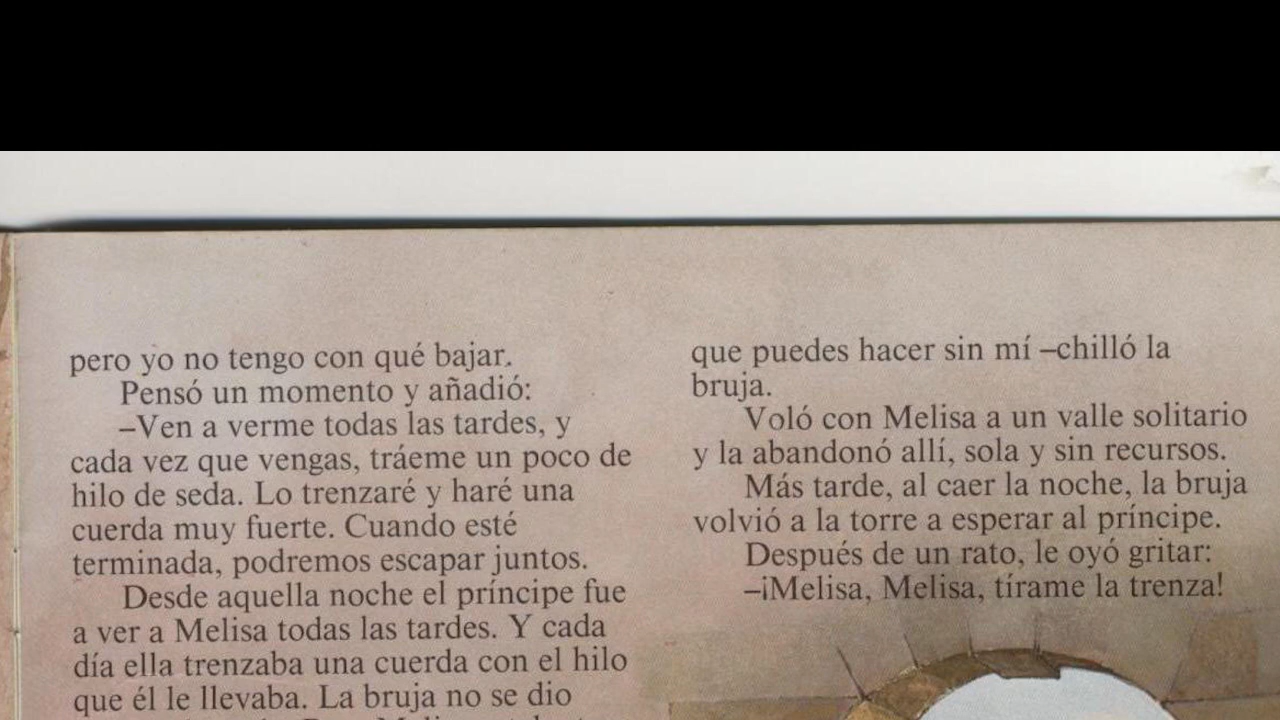 pero yo no tengo con qué bajar.
Pensó un momento y añadió:
–Ven a verme todas las tardes, y
cada vez que vengas, tráeme un poco de
hilo de seda. Lo trenzaré y haré una
cuerda muy fuerte. Cuando esté
terminada, podremos escapar juntos.
Desde aquella noche el príncipe fue
a ver a Melisa todas las tardes. Y cada
día ella trenzaba una cuerda con el hilo
que él le llevaba. La bruja no se dio
que puedes hacer sin mí –chilló la
bruja.
Voló con Melisa a un valle solitario
y la abandonó allí, sola y sin recursos.
Más tarde, al caer la noche, la bruja
volvió a la torre a esperar al príncipe.
Después de un rato, le oyó gritar:
–¡Melisa, Melisa, tírame la trenza!